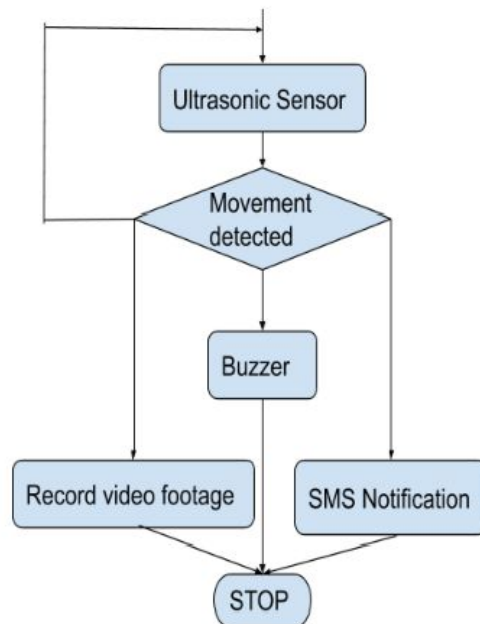 Ultrasonic Sensor
Movement
detected
Buzzer
Record video footage
SMS Notification
STOP